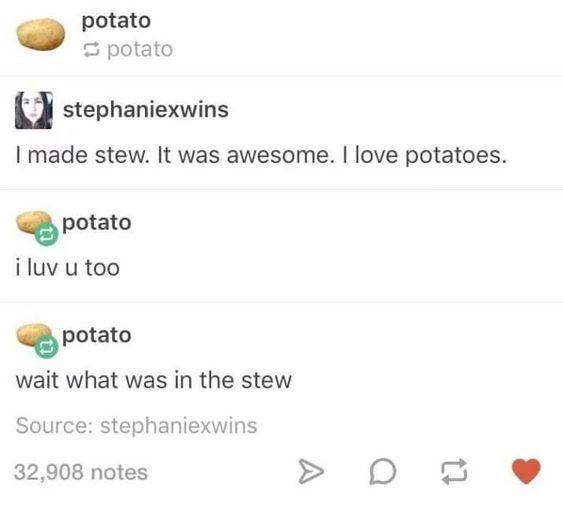 potato
potato
stephaniexwins
I made stew. It was awesome. I love potatoes.
potato
i luv u too
potato
wait what was in the stew
Source: stephaniexwins
32,908 notes